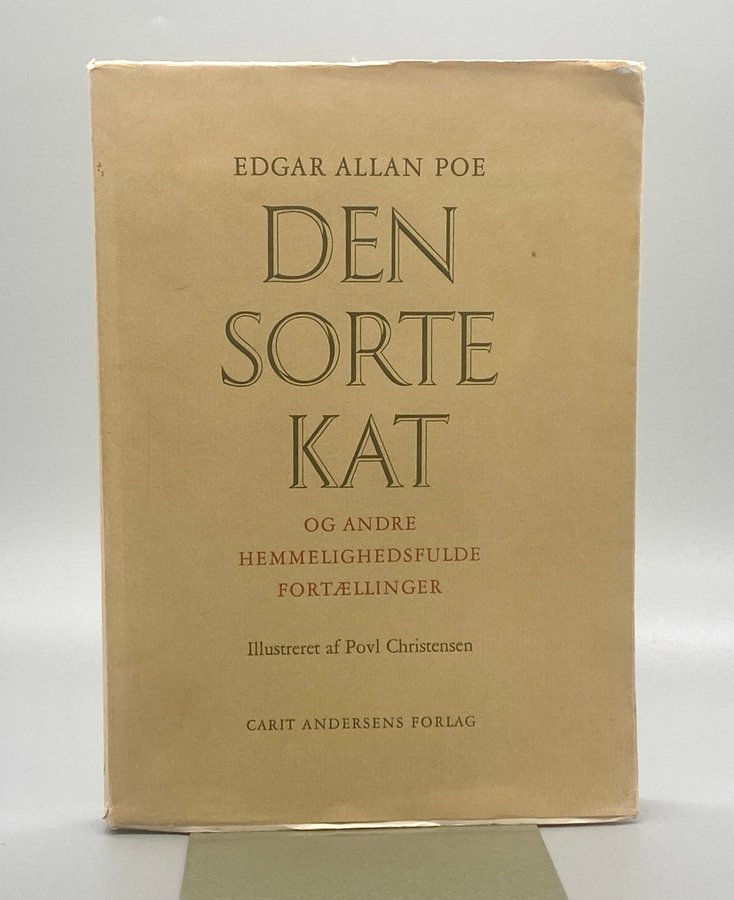 EDGAR ALLAN POE
DEN
SORTE
KAT
OG ANDRE
HEMMELIGHEDSFULDE
FORTÆLLINGER
Illustreret af Povl Christensen
CARIT ANDERSENS FORLAG